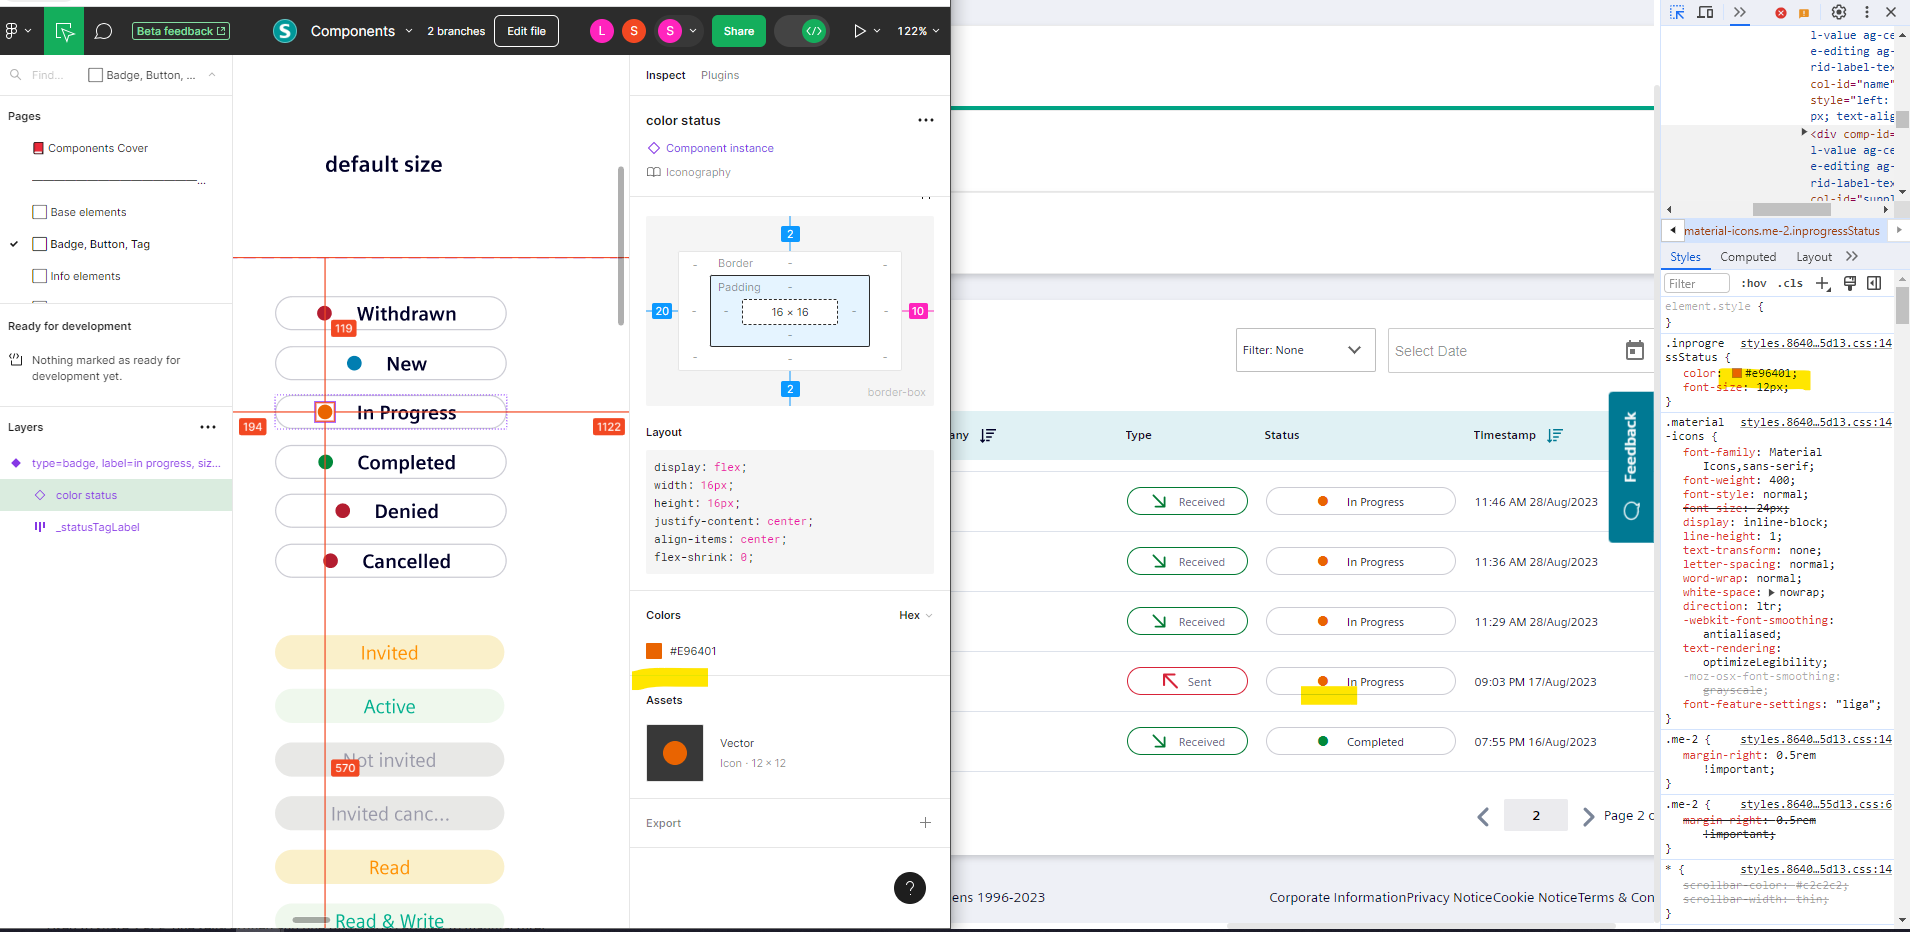 Beta feedback
S
Components
2 branches
Edit file
L
S
S
Share
</>
122%
Find...
Badge, Button, ...
Pages
Components Cover
Base elements
Badge, Button, Tag
Info elements
Ready for development
Nothing marked as ready for
development yet.
Layers
type=badge, label=in progress, siz...
color status
_statusTagLabel
default size
Withdrawn
119
New
In Progress
194
1122
Completed
Denied
Cancelled
Invited
Active
Not invited
570
Invited canc...
Read
Read & Write
Inspect
Plugins
color status
Component instance
Iconography
2
Border
-
Padding
-
20
16 × 16
10
2
border-box
Layout
display: flex;
width: 16px;
height: 16px;
justify-content: center;
align-items: center;
flex-shrink: 0;
Colors
Hex
#E96401
Assets
Vector
Icon · 12 × 12
Export
?
Filter: None
Select Date
Feedback
any
Type
Status
Timestamp
Received
In Progress
11:46 AM 28/Aug/2023
Received
In Progress
11:36 AM 28/Aug/2023
Received
In Progress
11:29 AM 28/Aug/2023
Sent
In Progress
09:03 PM 17/Aug/2023
Received
Completed
07:55 PM 16/Aug/2023
2
Page 2 o
ens 1996-2023
Corporate Information
Privacy Notice
Cookie Notice
Terms & Con
l-value ag-ce
e-editing ag-
rid-label-tex
col-id="name"
style="left:
px; text-alig
<div comp-id=
l-value ag-ce
e-editing ag-
rid-label-tex
col-id="suppl
material-icons.me-2.inprogressStatus
Styles
Computed
Layout
Filter
:hov
.cls
element.style {
}
.inprogre
ssStatus {
styles.8640…5d13.css:14
color: #e96401;
font-size: 12px;
}
.material
-icons {
styles.8640…5d13.css:14
font-family: Material
Icons,sans-serif;
font-weight: 400;
font-style: normal;
font-size: 24px;
display: inline-block;
line-height: 1;
text-transform: none;
letter-spacing: normal;
word-wrap: normal;
white-space: nowrap;
direction: ltr;
-webkit-font-smoothing:
antialiased;
text-rendering:
optimizeLegibility;
-moz-osx-font-smoothing:
grayscale;
font-feature-settings: "liga";
}
.me-2 {
styles.8640…5d13.css:14
margin-right: 0.5rem
!important;
}
.me-2 {
styles.8640…55d13.css:6
margin-right: 0.5rem
!important;
}
* {
styles.8640…5d13.css:14
scrollbar-color: #c2c2c2;
scrollbar-width: thin;
}